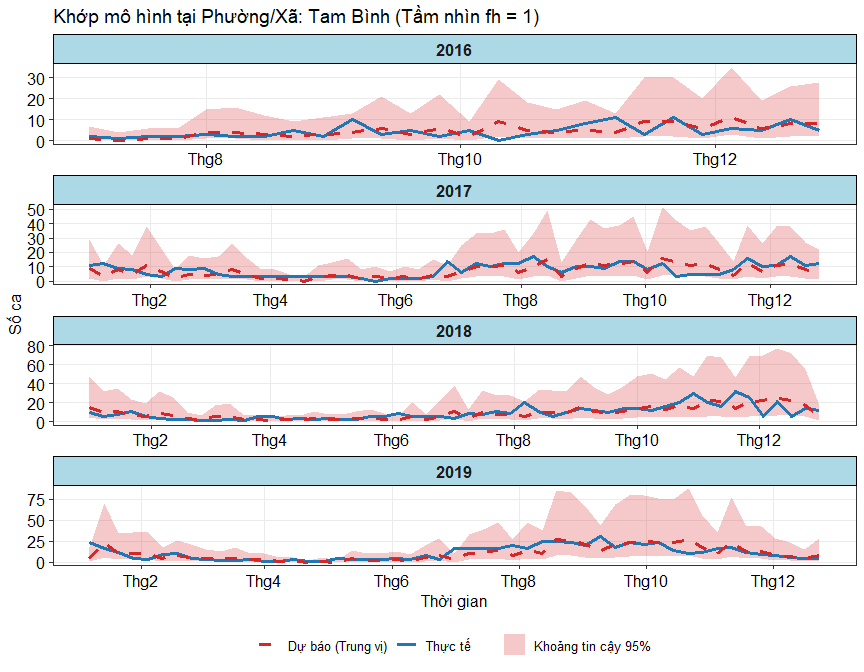 Khớp mô hình tại Phường/Xã: Tam Bình (Tầm nhìn fh = 1)
2016
30
20
10
0
Thg8 Thg10 Thg12
2017
50
40
30
20
10
0
Thg2 Thg4 Thg6 Thg8 Thg10 Thg12
Số ca
2018
80
60
40
20
0
Thg2 Thg4 Thg6 Thg8 Thg10 Thg12
2019
75
50
25
0
Thg2 Thg4 Thg6 Thg8 Thg10 Thg12
Thời gian
Dự báo (Trung vị) Thực tế Khoảng tin cậy 95%